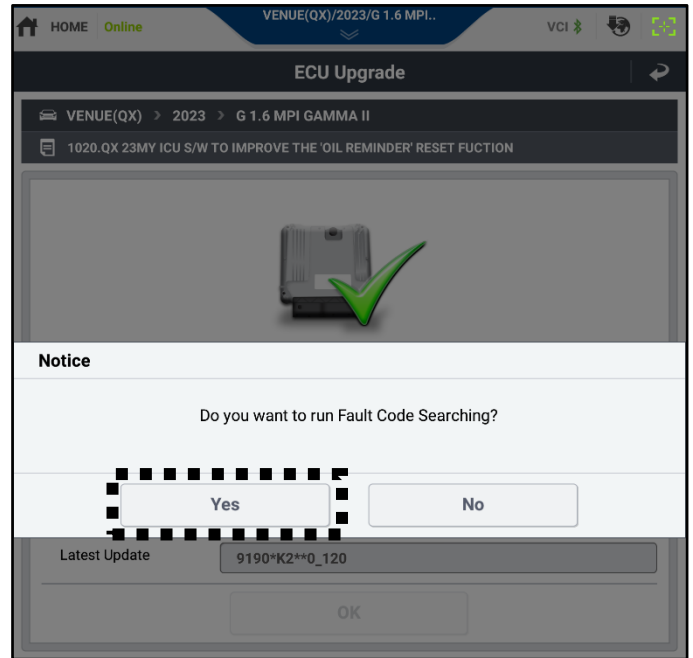 HOME Online VENUE(QX)/2023/G 1.6 MPI.. VCI
ECU Upgrade
VENUE(QX) > 2023 > G 1.6 MPI GAMMA II
1020.QX 23MY ICU S/W TO IMPROVE THE 'OIL REMINDER' RESET FUCTION
Notice
Do you want to run Fault Code Searching?
Yes No
Latest Update 9190*K2**0_120
OK